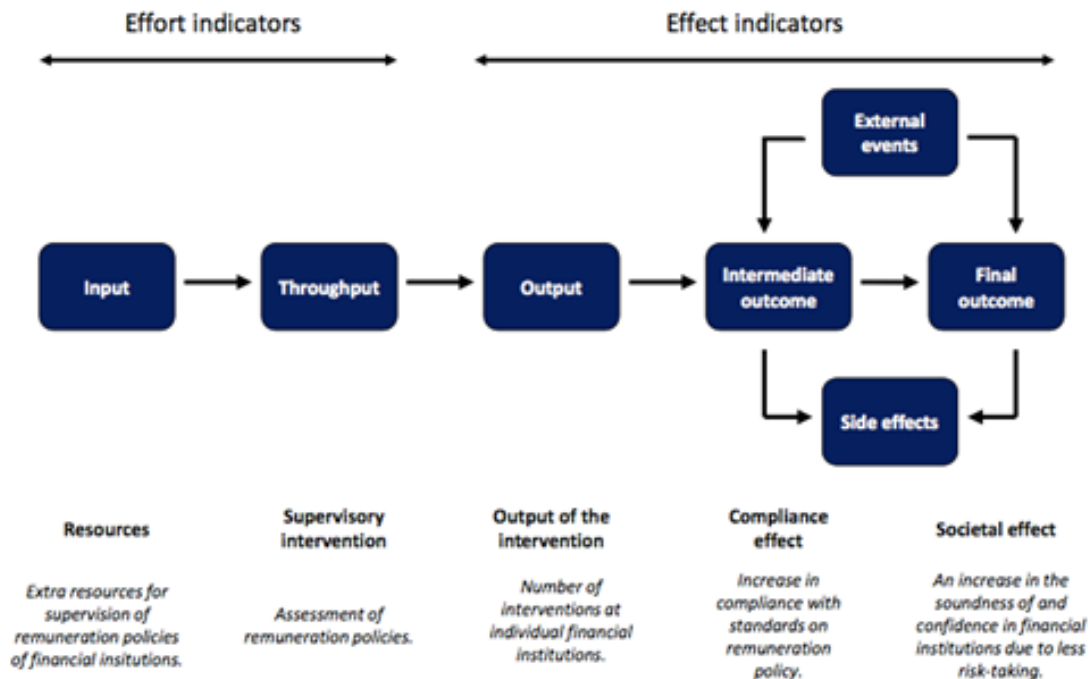 Effort indicators
Effect indicators
External
events
Input
Throughput
Output
Intermediate
outcome
Final
outcome
Side effects
Resources
Extra resources for
supervision of
remuneration policies
of financial insitutions.
Supervisory
intervention
Assessment of
remuneration policies.
Output of the
intervention
Number of
interventions at
individual financial
institutions.
Compliance
effect
Increase in
compliance with
standards on
remuneration
policy.
Societal effect
An increase in the
soundness of and
confidence in financial
institutions due to less
risk-taking.